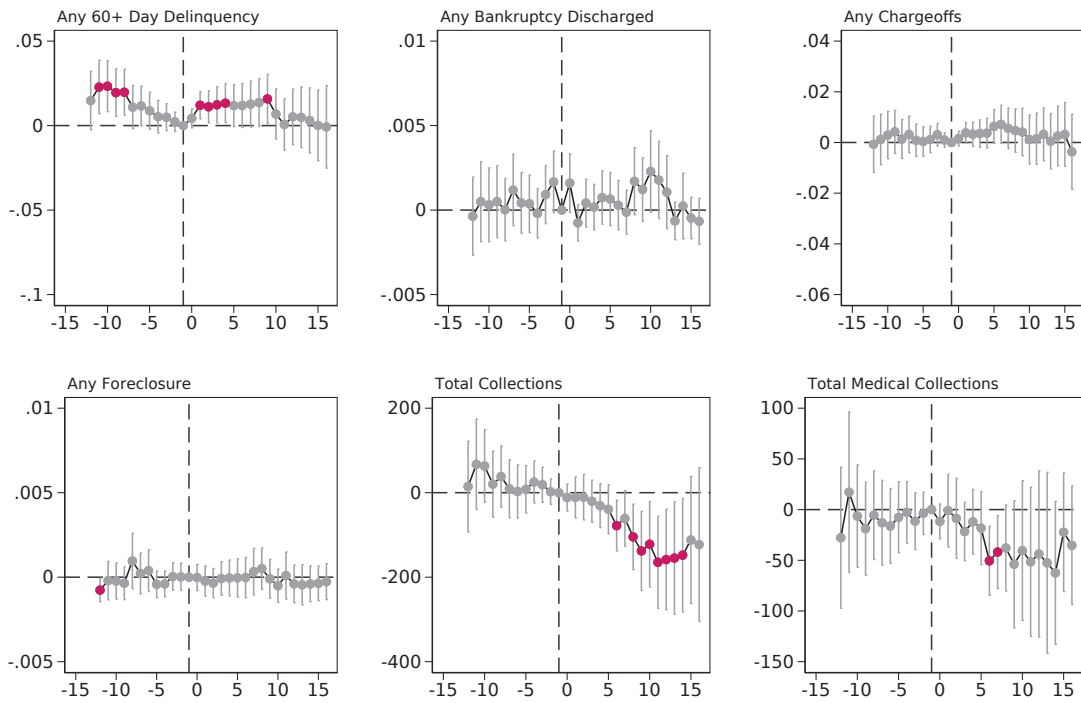 Any 60+ Day Delinquency
.05
0
-.05
-.1
-15 -10 -5 0 5 10 15
Any Bankruptcy Discharged
.01
.005
0
-.005
-15 -10 -5 0 5 10 15
Any Chargeoffs
.04
.02
0
-.02
-.04
-.06
-15 -10 -5 0 5 10 15
Any Foreclosure
.01
.005
0
-.005
-15 -10 -5 0 5 10 15
Total Collections
200
0
-200
-400
-15 -10 -5 0 5 10 15
Total Medical Collections
100
50
0
-50
-100
-150
-15 -10 -5 0 5 10 15